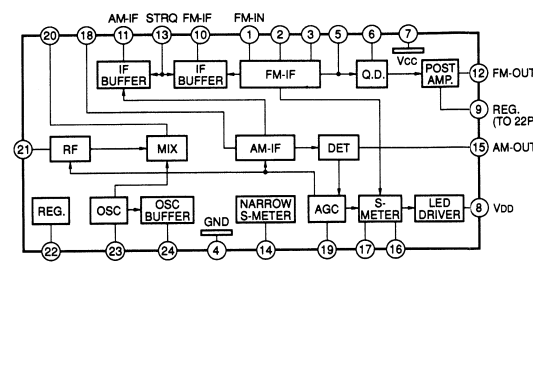 AM-IF STRQ FM-IF FM-IN
20 18 11 13 10 1 2 3 5 6 7
VCC
IF BUFFER
IF BUFFER
FM-IF
Q.D.
POST AMP.
12 FM-OUT
9 REG.
(TO 22P
21
RF
MIX
AM-IF
DET
15 AM-OUT
REG.
OSC
OSC BUFFER
GND
NARROW S-METER
AGC
S-METER
LED DRIVER
8 VDD
22 23 24 4 14 19 17 16